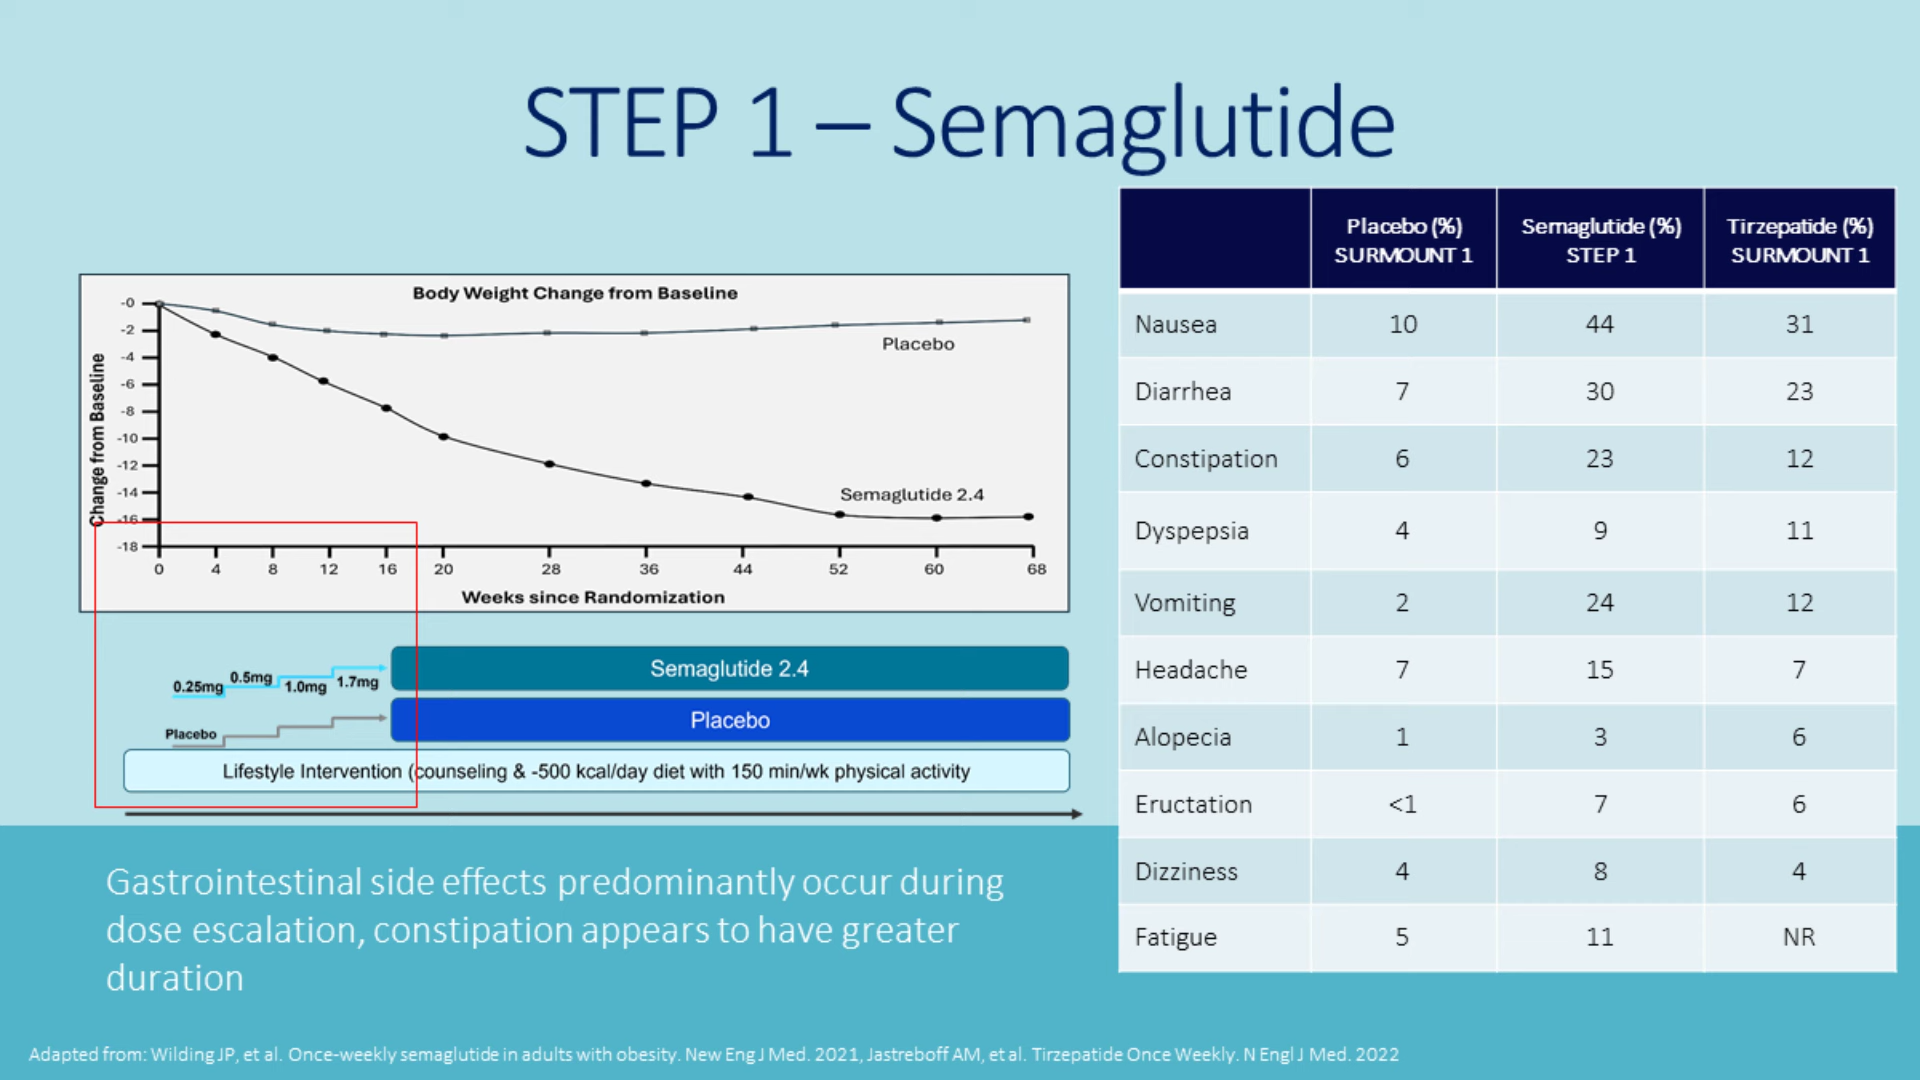 STEP 1 – Semaglutide
Body Weight Change from Baseline
Change from Baseline
-0
-2
-4
-6
-8
-10
-12
-14
-16
-18
Placebo
Semaglutide 2.4
0 4 8 12 16 20 28 36 44 52 60 68
Weeks since Randomization
0.25mg 0.5mg 1.0mg 1.7mg
Semaglutide 2.4
Placebo
Placebo
Lifestyle Intervention (counseling & -500 kcal/day diet with 150 min/wk physical activity
Gastrointestinal side effects predominantly occur during
dose escalation, constipation appears to have greater
duration
Placebo (%) Semaglutide (%) Tirzepatide (%)
SURMOUNT 1 STEP 1 SURMOUNT 1
Nausea 10 44 31
Diarrhea 7 30 23
Constipation 6 23 12
Dyspepsia 4 9 11
Vomiting 2 24 12
Headache 7 15 7
Alopecia 1 3 6
Eructation <1 7 6
Dizziness 4 8 4
Fatigue 5 11 NR
Adapted from: Wilding JP, et al. Once-weekly semaglutide in adults with obesity. New Eng J Med. 2021, Jastreboff AM, et al. Tirzepatide Once Weekly. N Engl J Med. 2022